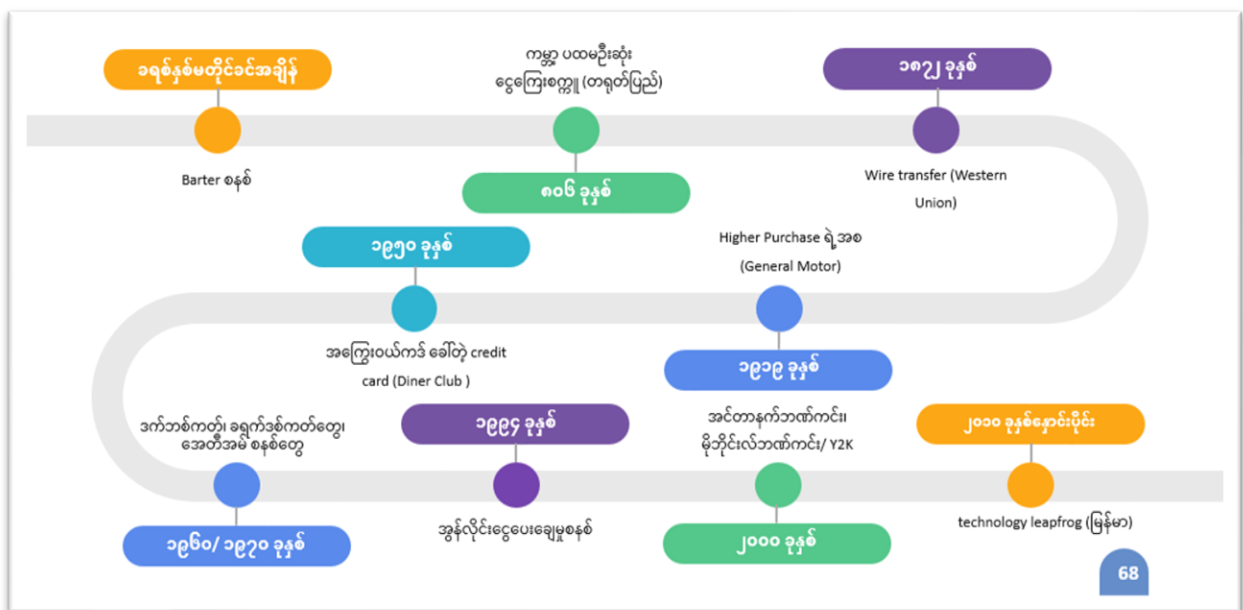 ခရစ်နှစ်မတိုင်ခင်အချိန်
Barter စနစ်
ကမ္ဘာ့ ပထမဦးဆုံး
ငွေကြေးစက္ကူ (တရုတ်ပြည်)
၈၀၆ ခုနှစ်
၁၈၇၂ ခုနှစ်
Wire transfer (Western
Union)
Higher Purchase ရဲ့အစ
(General Motor)
၁၉၁၉ ခုနှစ်
၁၉၅၀ ခုနှစ်
အကြွေးဝယ်ကဒ် ခေါ်တဲ့ credit
card (Diner Club )
ဒက်ဘစ်ကတ်၊ ခရက်ဒစ်ကတ်တွေ၊
အေတီအမ် စနစ်တွေ
၁၉၆၀/ ၁၉၇၀ ခုနှစ်
၁၉၉၄ ခုနှစ်
အွန်လိုင်းငွေပေးချေမှုစနစ်
အင်တာနက်ဘဏ်ကင်း၊
မိုဘိုင်းလ်ဘဏ်ကင်း/ Y2K
၂၀၀၀ ခုနှစ်
၂၀၁၀ ခုနှစ်နှောင်းပိုင်း
technology leapfrog (မြန်မာ)
68